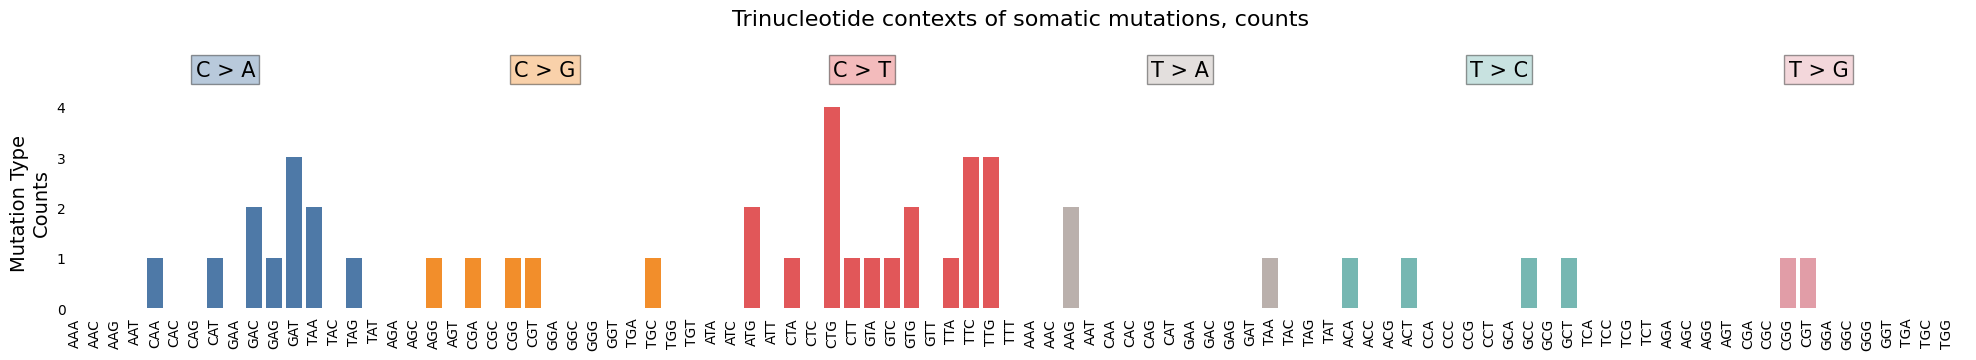 Trinucleotide contexts of somatic mutations, counts
C > A
C > G
C > T
T > A
T > C
T > G
Mutation Type
Counts
4
3
2
1
0
AAA
AAC
AAG
AAT
CAA
CAC
CAG
CAT
GAA
GAC
GAG
GAT
TAA
TAC
TAG
TAT
AGA
AGC
AGG
AGT
CGA
CGC
CGG
CGT
GGA
GGC
GGG
GGT
TGA
TGC
TGG
TGT
ATA
ATC
ATG
ATT
CTA
CTC
CTG
CTT
GTA
GTC
GTG
GTT
TTA
TTC
TTG
TTT
AAA
AAC
AAG
AAT
CAA
CAC
CAG
CAT
GAA
GAC
GAG
GAT
TAA
TAC
TAG
TAT
ACA
ACC
ACG
ACT
CCA
CCC
CCG
CCT
GCA
GCC
GCG
GCT
TCA
TCC
TCG
TCT
AGA
AGC
AGG
AGT
CGA
CGC
CGG
CGT
GGA
GGC
GGG
GGT
TGA
TGC
TGG